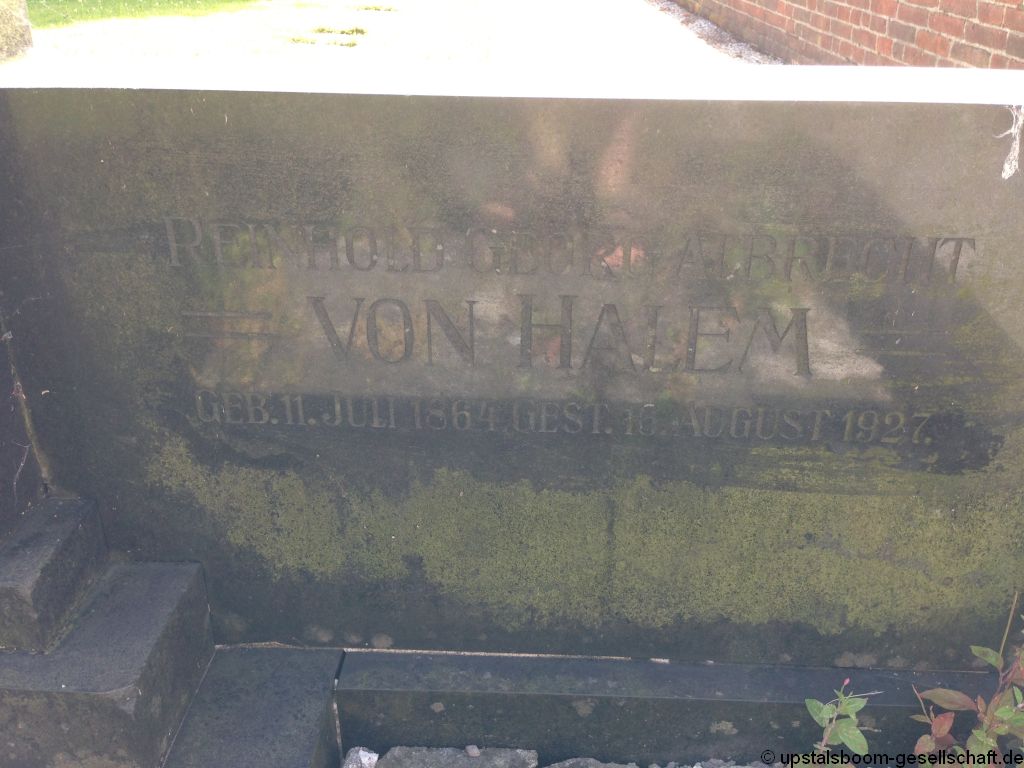 REINHOLD GEORG ALBRECHT
VON HALEM
GEB. 11. JULI 1864. GEST. 16. AUGUST 1927.
© upstalsboom-gesellschaft.de